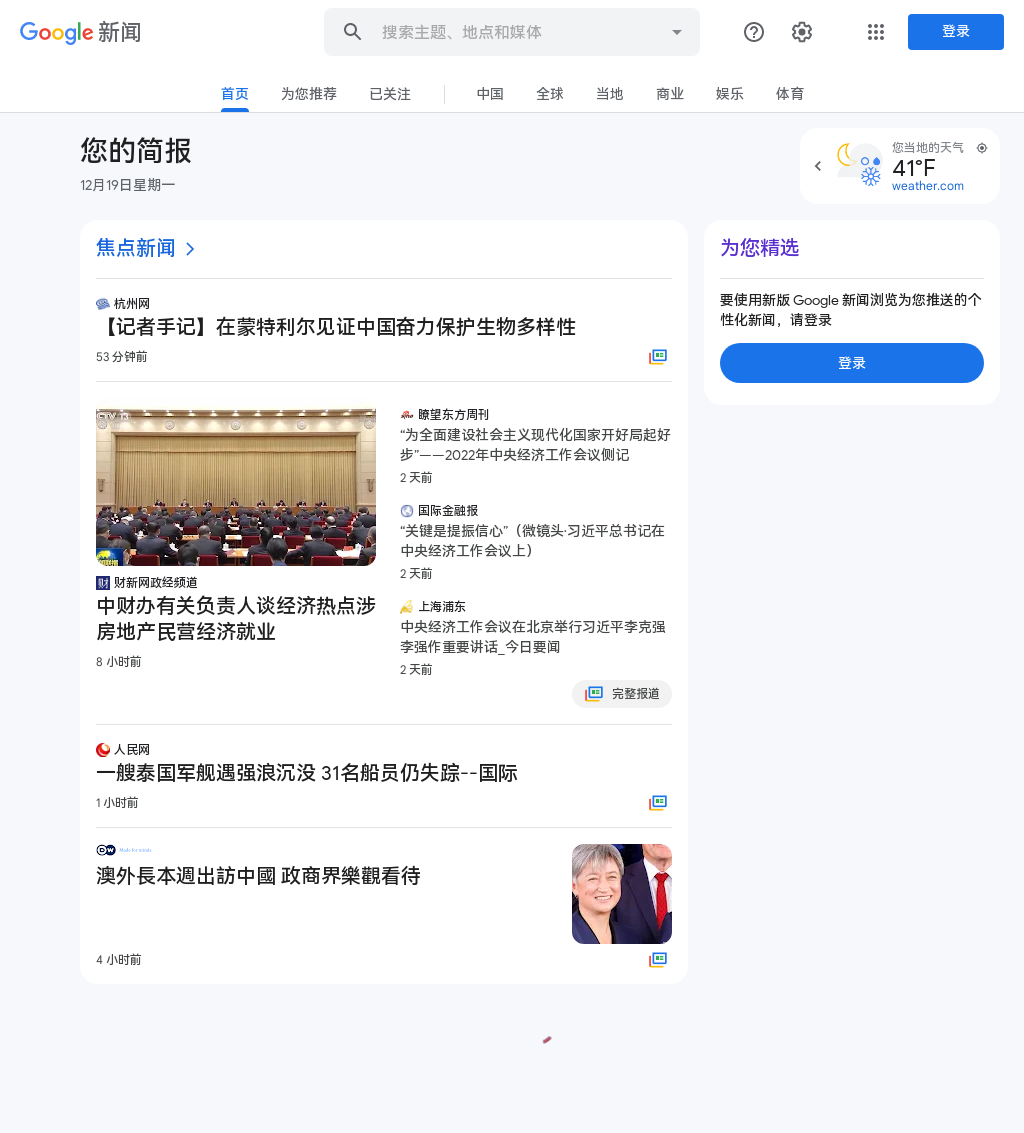 Google 新闻
搜索主题、地点和媒体
登录
首页
为您推荐
已关注
中国
全球
当地
商业
娱乐
体育
您的简报
12月19日星期一
您当地的天气
41°F
weather.com
焦点新闻
杭州网
【记者手记】在蒙特利尔见证中国奋力保护生物多样性
53 分钟前
财新网政经频道
中财办有关负责人谈经济热点涉
房地产民营经济就业
8 小时前
瞭望东方周刊
“为全面建设社会主义现代化国家开好局起好
步”——2022年中央经济工作会议侧记
2 天前
国际金融报
“关键是提振信心”（微镜头·习近平总书记在
中央经济工作会议上）
2 天前
上海浦东
中央经济工作会议在北京举行习近平李克强
李强作重要讲话_今日要闻
2 天前
完整报道
人民网
一艘泰国军舰遇强浪沉没 31名船员仍失踪--国际
1 小时前
DW Made for minds
澳外長本週出訪中國 政商界樂觀看待
4 小时前
为您精选
要使用新版 Google 新闻浏览为您推送的个
性化新闻，请登录
登录